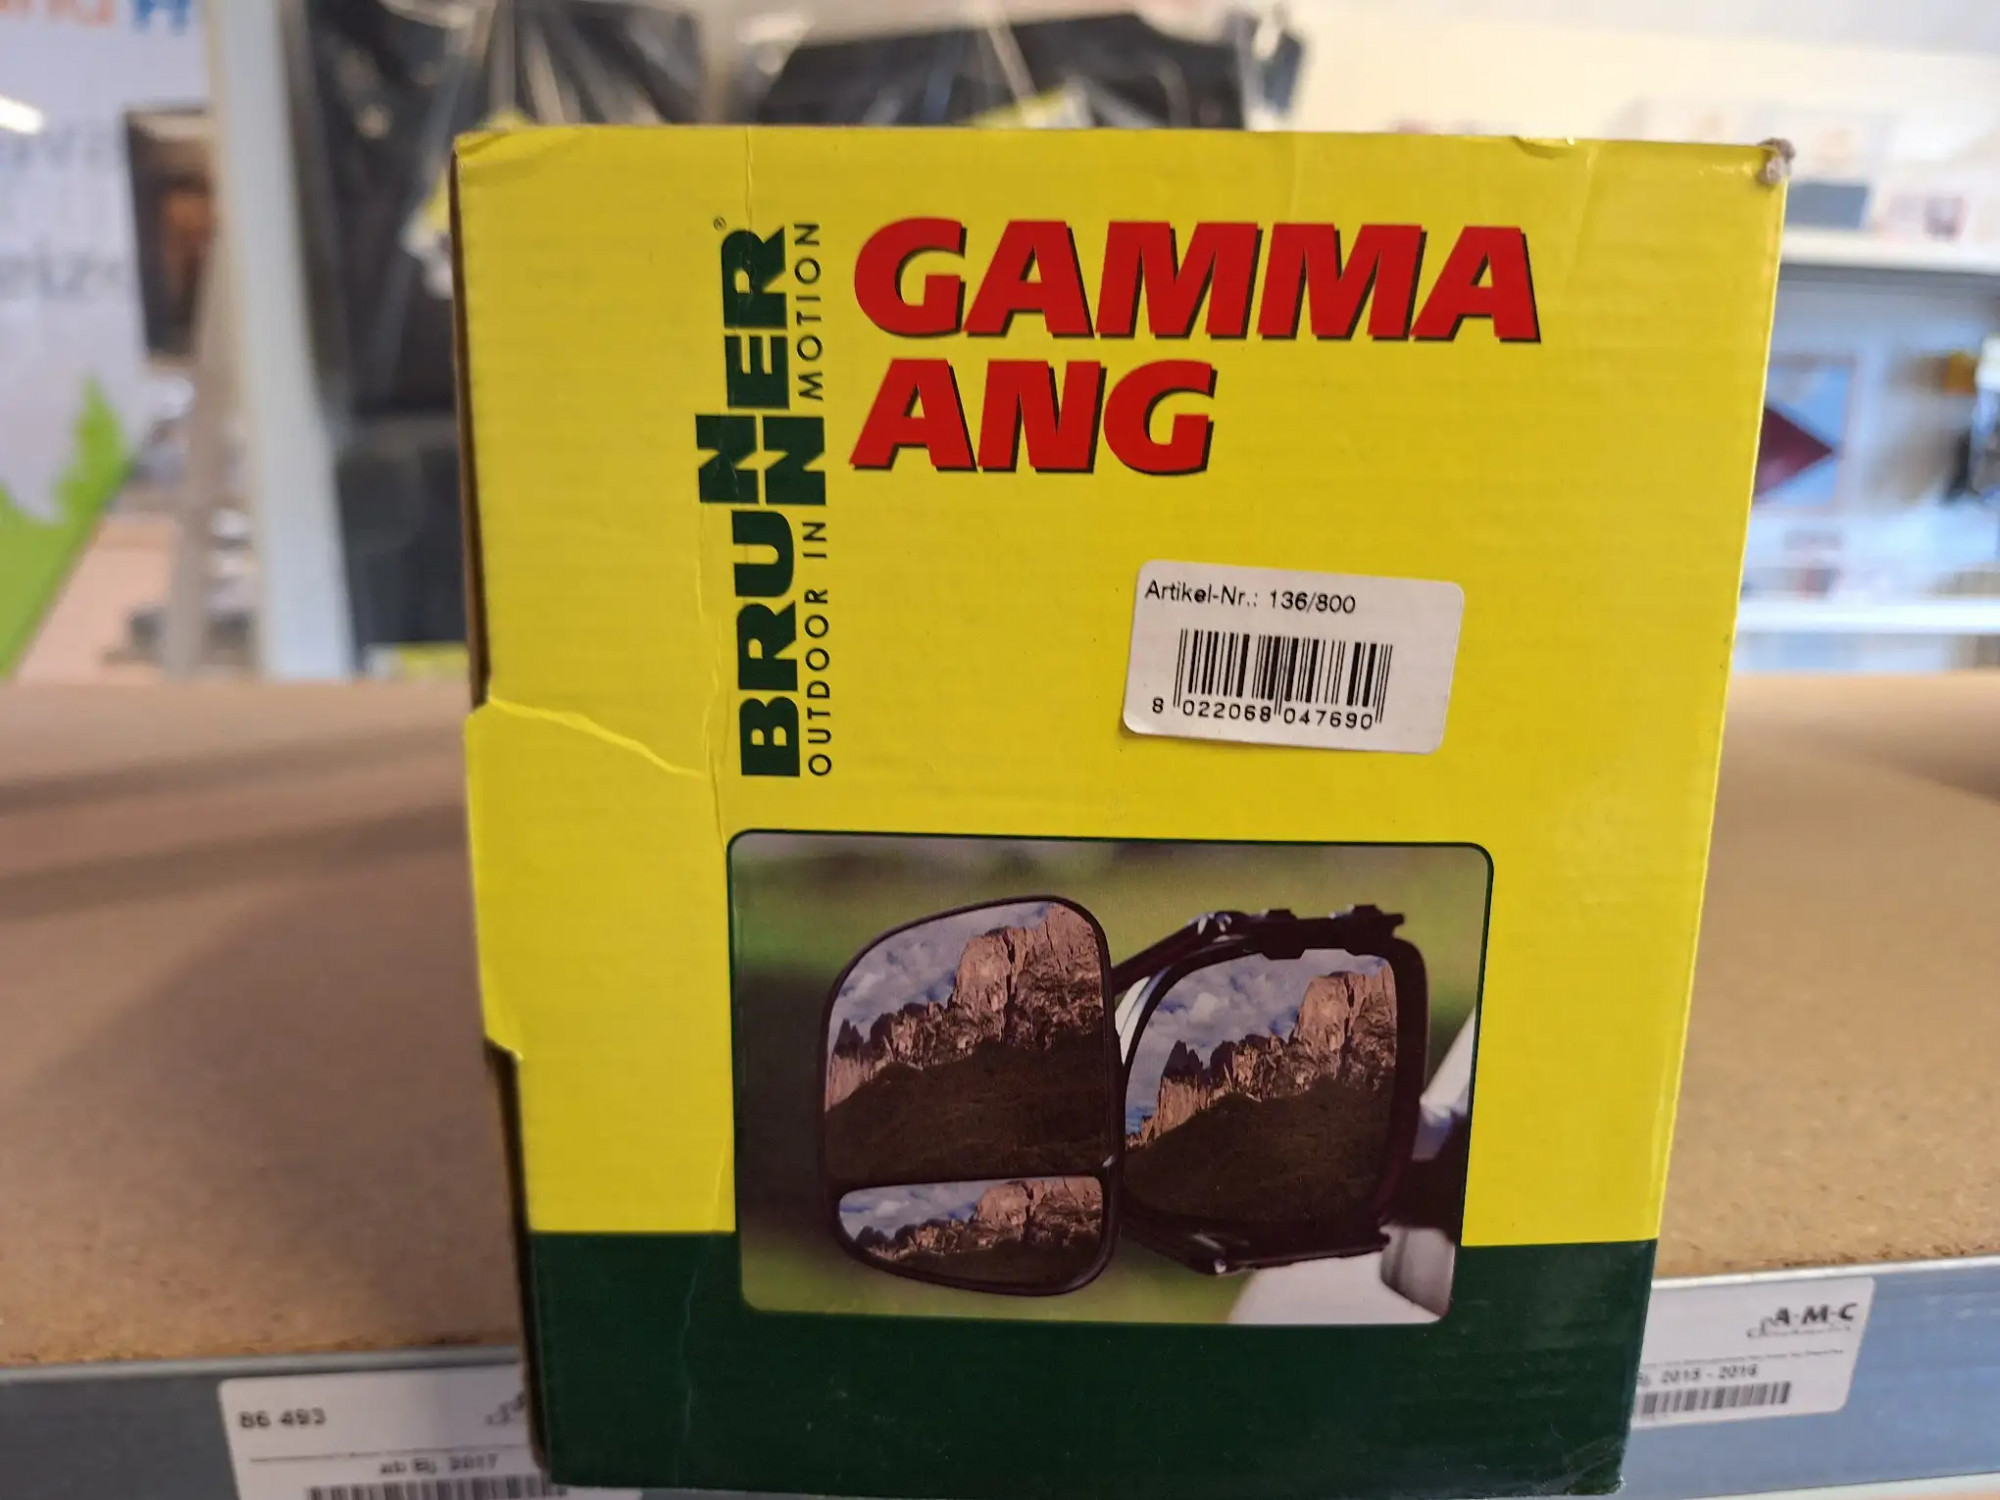 BRUNNER®
OUTDOOR IN MOTION
GAMMA
ANG
Artikel-Nr.: 136/800
8 022068 047690
86 493
ab Bj. 2017
A-M-C
Bj. 2015 - 2016